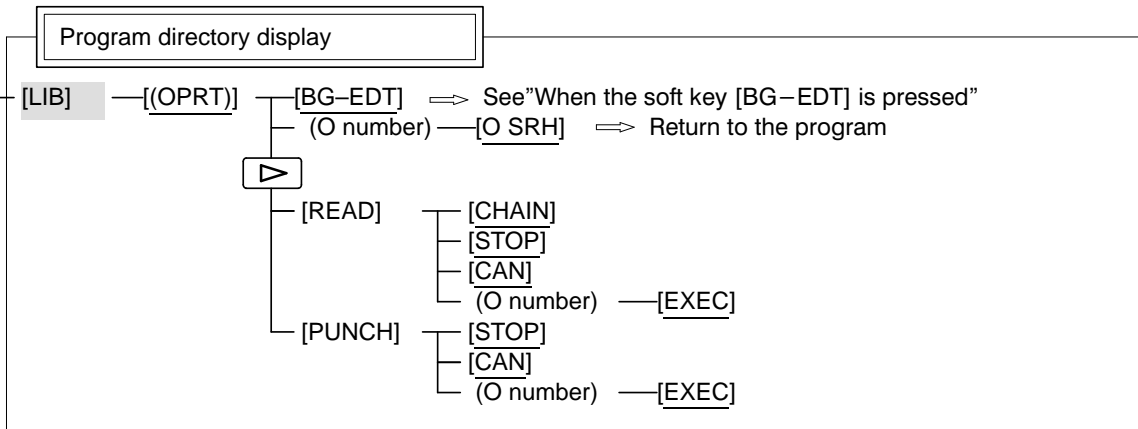 Program directory display
[LIB] [(OPRT)] [BG–EDT] See”When the soft key [BG–EDT] is pressed”
(O number) [O SRH] Return to the program
[READ] [CHAIN]
[STOP]
[CAN]
(O number) [EXEC]
[PUNCH] [STOP]
[CAN]
(O number) [EXEC]